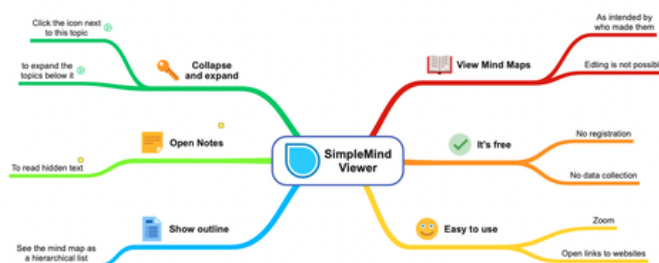 Click the icon next
to this topic
to expand the
topics below it
Collapse
and expand
Open Notes
To read hidden text
Show outline
See the mind map as
a hierarchical list
SimpleMind
Viewer
View Mind Maps
As intended by
who made them
Edting is not possibl
It's free
No registration
No data collection
Easy to use
Zoom
Open links to websites